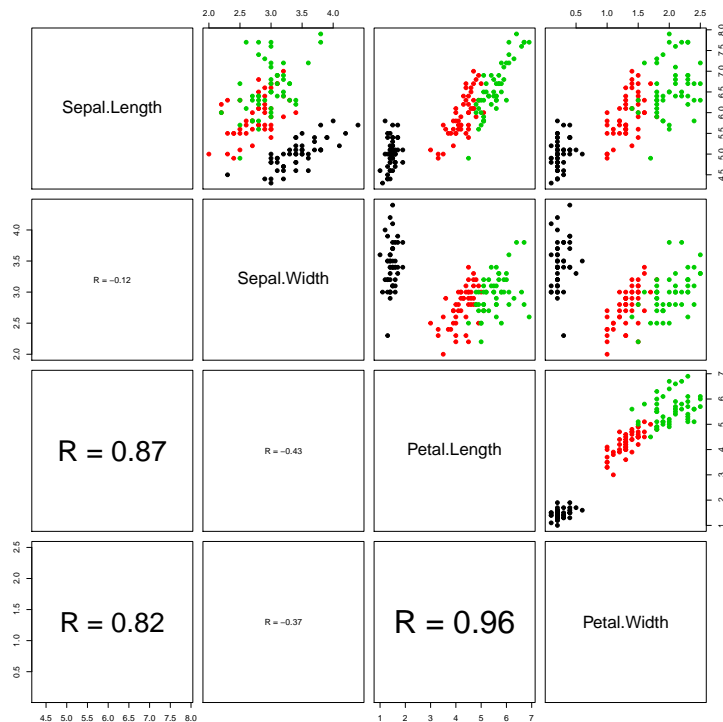 2.0 2.5 3.0 3.5 4.0
0.5 1.0 1.5 2.0 2.5
Sepal.Length
4.5 5.0 5.5 6.0 6.5 7.0 7.5 8.0
2.0 2.5 3.0 3.5 4.0
R = −0.12
Sepal.Width
R = 0.87
R = −0.43
Petal.Length
1 2 3 4 5 6 7
0.5 1.0 1.5 2.0 2.5
R = 0.82
R = −0.37
R = 0.96
Petal.Width
4.5 5.0 5.5 6.0 6.5 7.0 7.5 8.0
1 2 3 4 5 6 7